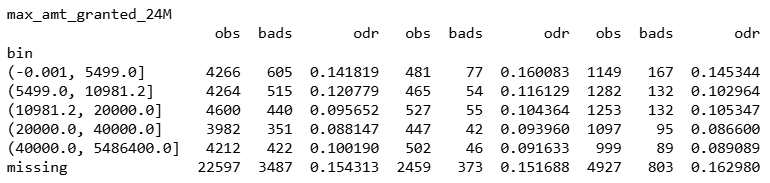 max_amt_granted_24M
obs bads odr obs bads odr obs bads odr
bin
(-0.001, 5499.0] 4266 605 0.141819 481 77 0.160083 1149 167 0.145344
(5499.0, 10981.2] 4264 515 0.120779 465 54 0.116129 1282 132 0.102964
(10981.2, 20000.0] 4600 440 0.095652 527 55 0.104364 1253 132 0.105347
(20000.0, 40000.0] 3982 351 0.088147 447 42 0.093960 1097 95 0.086600
(40000.0, 5486400.0] 4212 422 0.100190 502 46 0.091633 999 89 0.089089
missing 22597 3487 0.154313 2459 373 0.151688 4927 803 0.162980